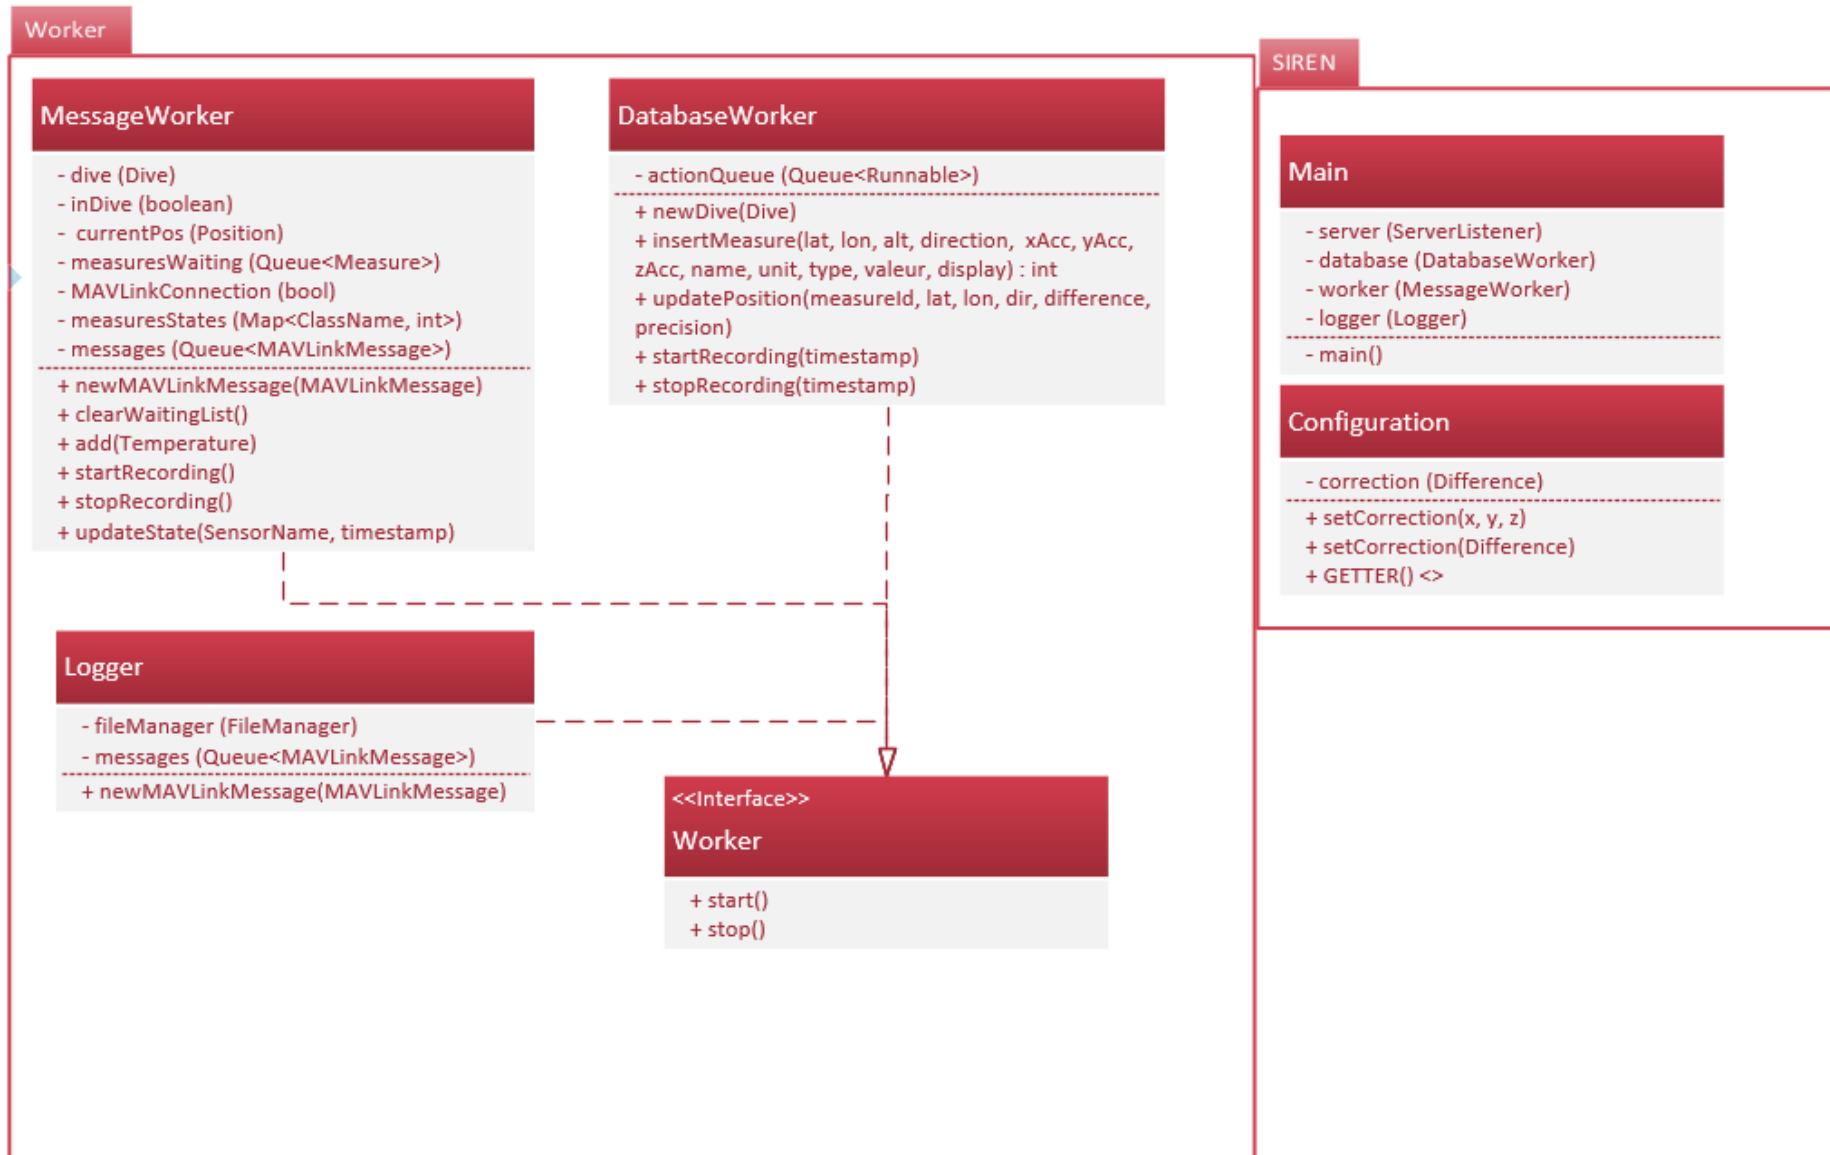 Worker
MessageWorker
- dive (Dive)
- inDive (boolean)
- currentPos (Position)
- measuresWaiting (Queue<Measure>)
- MAVLinkConnection (bool)
- measuresStates (Map<ClassName, int>)
- messages (Queue<MAVLinkMessage>)
+ newMAVLinkMessage(MAVLinkMessage)
+ clearWaitingList()
+ add(Temperature)
+ startRecording()
+ stopRecording()
+ updateState(SensorName, timestamp)
DatabaseWorker
- actionQueue (Queue<Runnable>)
+ newDive(Dive)
+ insertMeasure(lat, lon, alt, direction, xAcc, yAcc,
zAcc, name, unit, type, valeur, display) : int
+ updatePosition(measureId, lat, lon, dir, difference,
precision)
+ startRecording(timestamp)
+ stopRecording(timestamp)
Logger
- fileManager (FileManager)
- messages (Queue<MAVLinkMessage>)
+ newMAVLinkMessage(MAVLinkMessage)
<<Interface>>
Worker
+ start()
+ stop()
SIREN
Main
- server (ServerListener)
- database (DatabaseWorker)
- worker (MessageWorker)
- logger (Logger)
- main()
Configuration
- correction (Difference)
+ setCorrection(x, y, z)
+ setCorrection(Difference)
+ GETTER() <>